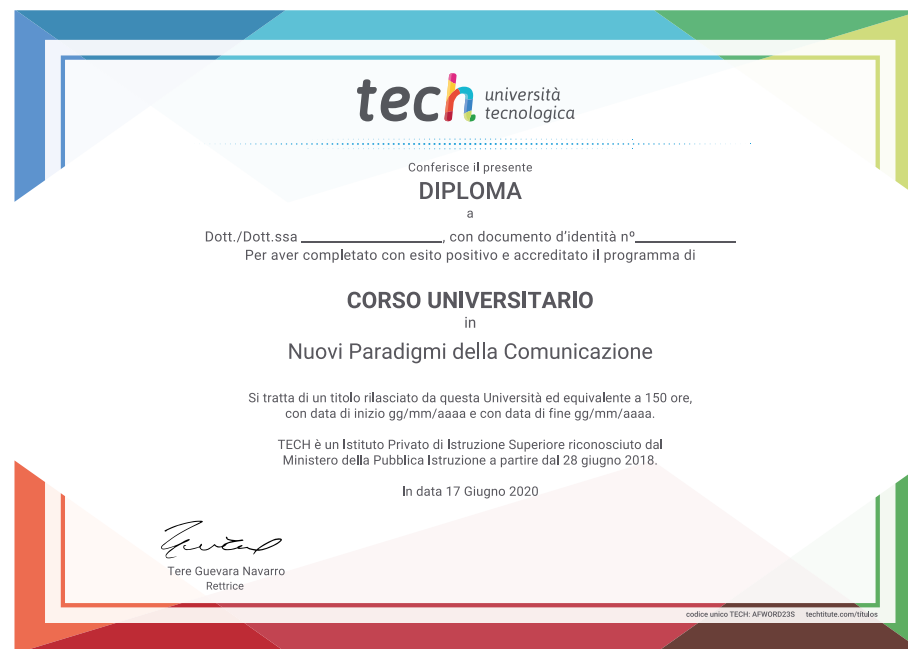 tech università
tecnologica
Conferisce il presente
DIPLOMA
a
Dott./Dott.ssa ____________________, con documento d'identità nº______________
Per aver completato con esito positivo e accreditato il programma di
CORSO UNIVERSITARIO
in
Nuovi Paradigmi della Comunicazione
Si tratta di un titolo rilasciato da questa Università ed equivalente a 150 ore,
con data di inizio gg/mm/aaaa e con data di fine gg/mm/aaaa.
TECH è un Istituto Privato di Istruzione Superiore riconosciuto dal
Ministero della Pubblica Istruzione a partire dal 28 giugno 2018.
In data 17 Giugno 2020
Tere Guevara Navarro
Rettrice
codice unico TECH: AFWORD23S techtitute.com/títulos